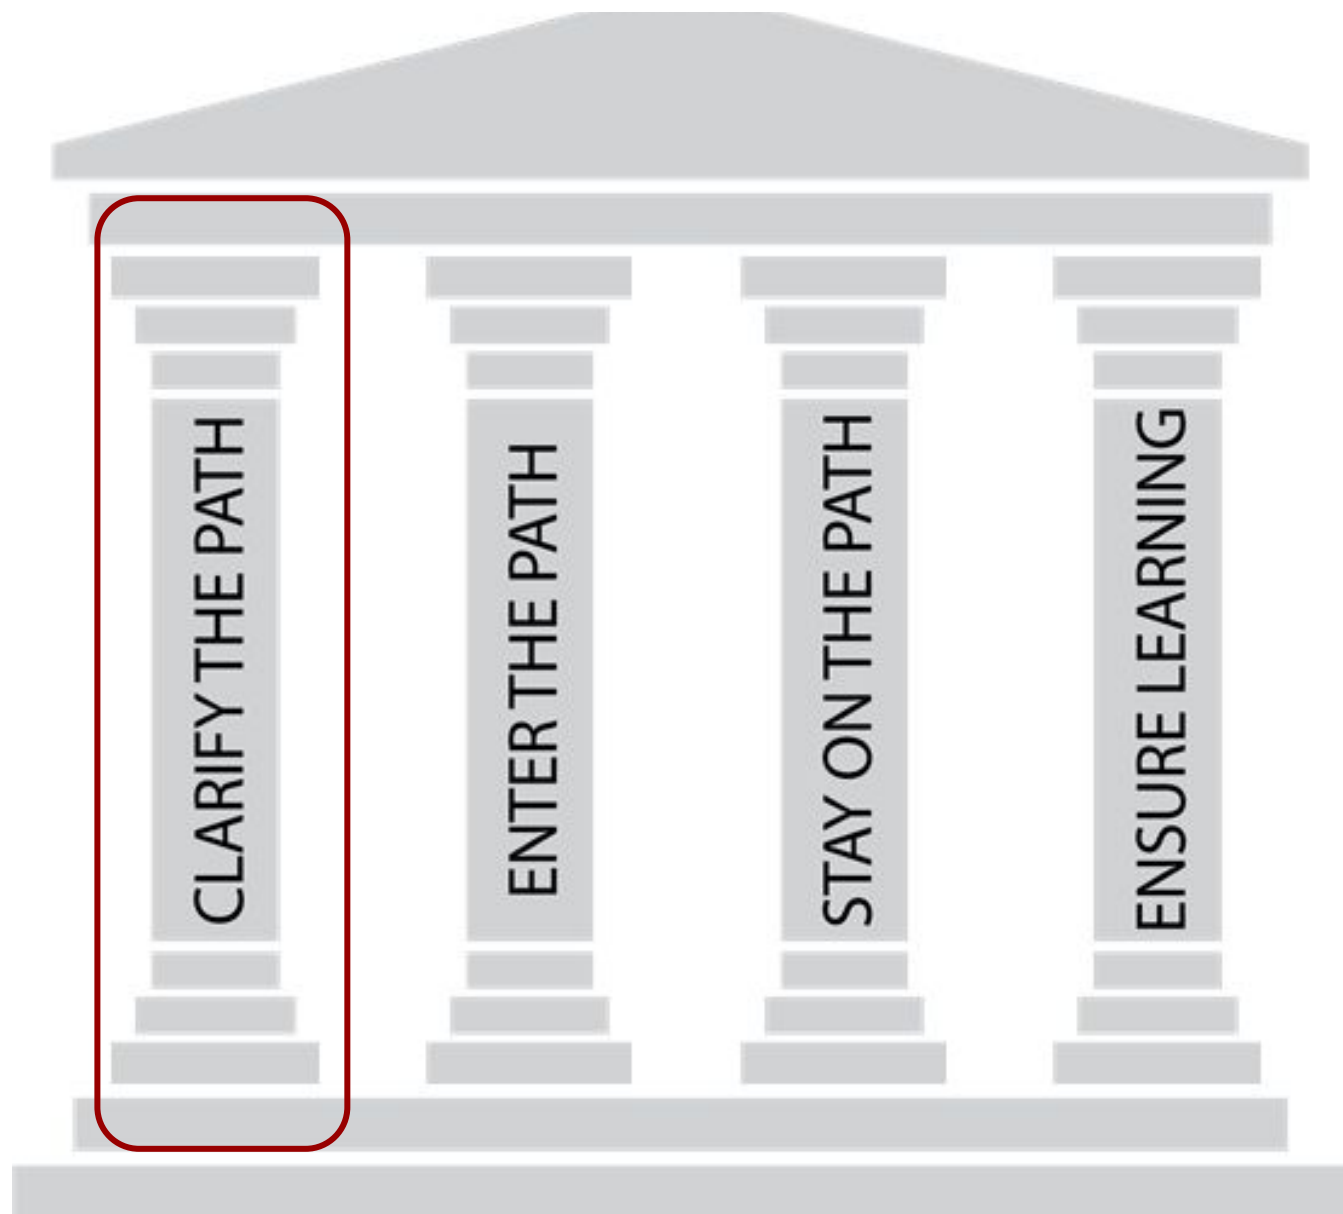 CLARIFY THE PATH
ENTER THE PATH
STAY ON THE PATH
ENSURE LEARNING